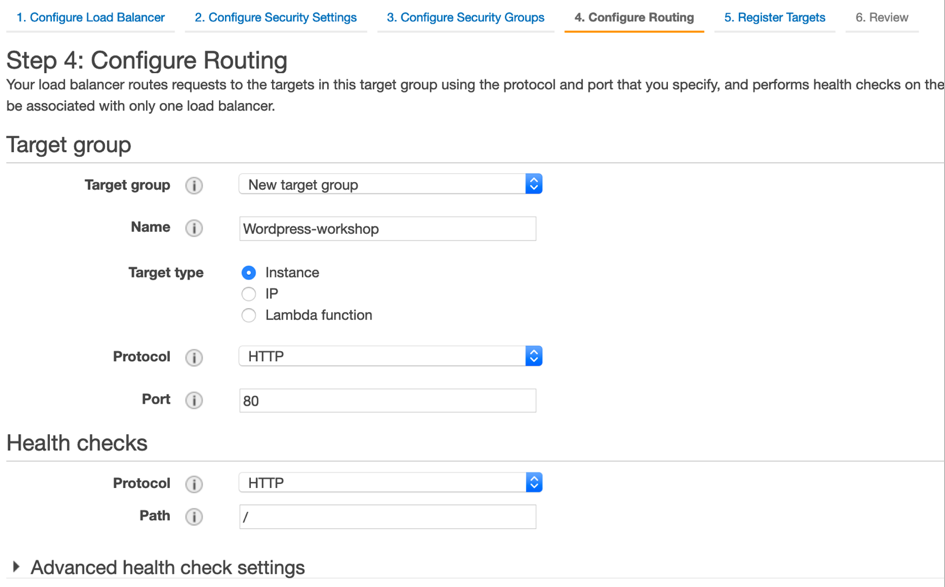 1. Configure Load Balancer 2. Configure Security Settings 3. Configure Security Groups 4. Configure Routing 5. Register Targets 6. Review
Step 4: Configure Routing
Your load balancer routes requests to the targets in this target group using the protocol and port that you specify, and performs health checks on the
be associated with only one load balancer.
Target group
Target group i New target group
Name i Wordpress-workshop
Target type Instance
IP
Lambda function
Protocol i HTTP
Port i 80
Health checks
Protocol i HTTP
Path i /
Advanced health check settings